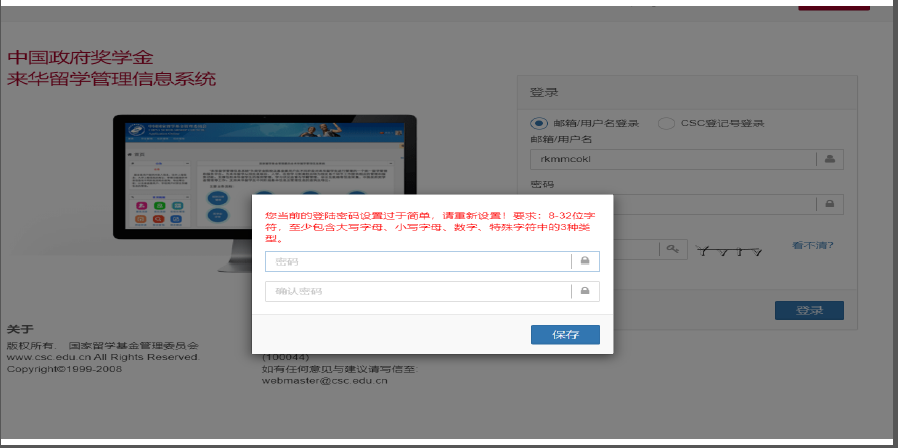 中国政府奖学金
来华留学管理信息系统
登录
邮箱/用户名登录
CSC登记号登录
邮箱/用户名
rkmmcokl
密码
您当前的登陆密码设置过于简单，请重新设置！要求：8-32位字
符，至少包含大写字母、小写字母、数字、特殊字符中的3种类
型。
密码
确认密码
保存
看不清?
登录
关于
版权所有. 国家留学基金管理委员会
www.csc.edu.cn All Rights Reserved.
Copyright©1999-2008
(100044)
如有任何意见与建议请写信至:
webmaster@csc.edu.cn